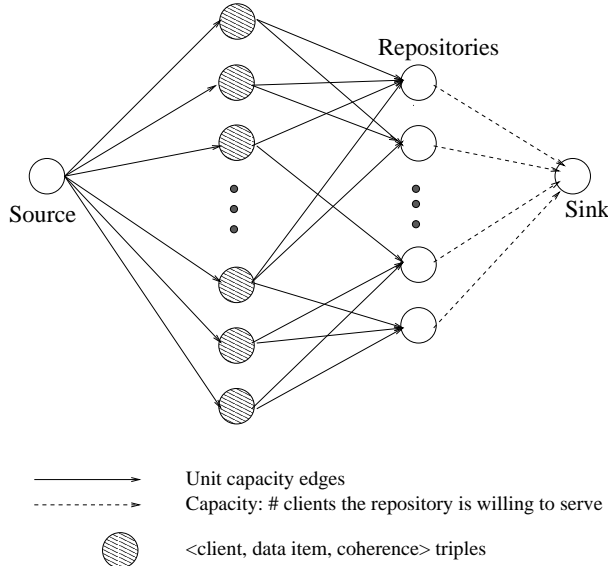 Repositories
Source
Sink
Unit capacity edges
Capacity: # clients the repository is willing to serve
<client, data item, coherence> triples